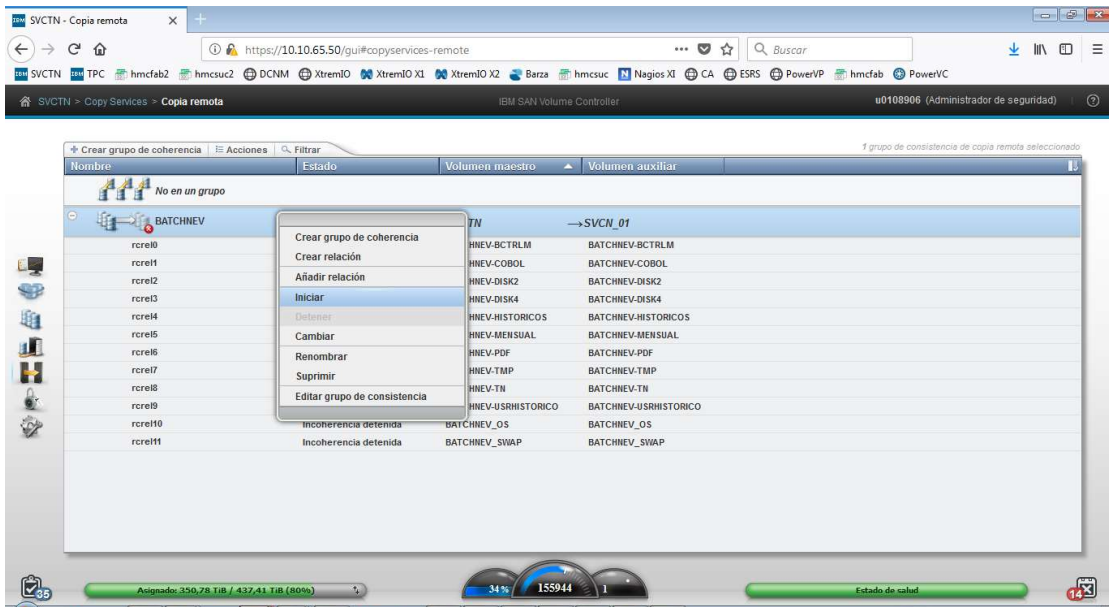 IBM SVCTN - Copia remota
https://10.10.65.50/gui#copyservices-remote
Buscar
IBM SVCTN IBM TPC hmcfab2 hmcsuc2 DCNM XtremIO XtremIO X1 XtremIO X2 Barza hmcsuc N Nagios XI CA ESRS PowerVP hmcfab PowerVC
SVCTN > Copy Services > Copia remota IBM SAN Volume Controller u0108906 (Administrador de seguridad)
Crear grupo de coherencia Acciones Filtrar 1 grupo de consistencia de copia remota seleccionado
Nombre Estado Volumen maestro Volumen auxiliar
No en un grupo
BATCHNEV TN →SVCN_01
rcrel0 HNEV-BCTRLM BATCHNEV-BCTRLM
rcrel1 HNEV-COBOL BATCHNEV-COBOL
rcrel2 HNEV-DISK2 BATCHNEV-DISK2
rcrel3 HNEV-DISK4 BATCHNEV-DISK4
rcrel4 HNEV-HISTORICOS BATCHNEV-HISTORICOS
rcrel5 HNEV-MENSUAL BATCHNEV-MENSUAL
rcrel6 HNEV-PDF BATCHNEV-PDF
rcrel7 HNEV-TMP BATCHNEV-TMP
rcrel8 HNEV-TN BATCHNEV-TN
rcrel9 HNEV-USRHISTORICO BATCHNEV-USRHISTORICO
rcrel10 Incoherencia detenida BATCHNEV_OS BATCHNEV_OS
rcrel11 Incoherencia detenida BATCHNEV_SWAP BATCHNEV_SWAP
Crear grupo de coherencia
Crear relación
Añadir relación
Iniciar
Detener
Cambiar
Renombrar
Suprimir
Editar grupo de consistencia
35 Asignado: 350,78 TiB / 437,41 TiB (80%) 34% 155944 1 Estado de salud 14